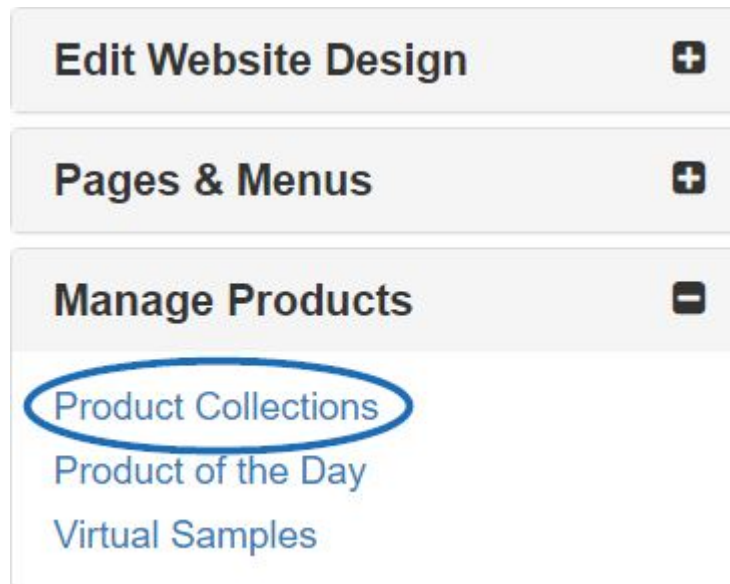 Edit Website Design
Pages & Menus
Manage Products
Product Collections
Product of the Day
Virtual Samples